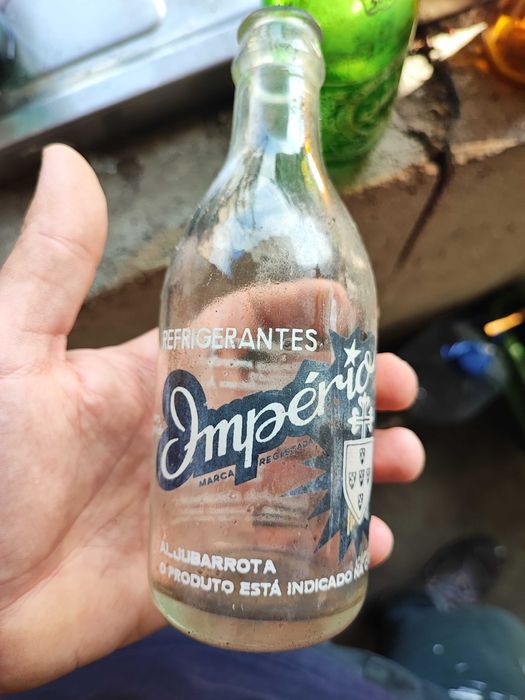 REFRIGERANTES
Império
MARCA REGISTADA
ALJUBARROTA
O PRODUTO ESTÁ INDICADO